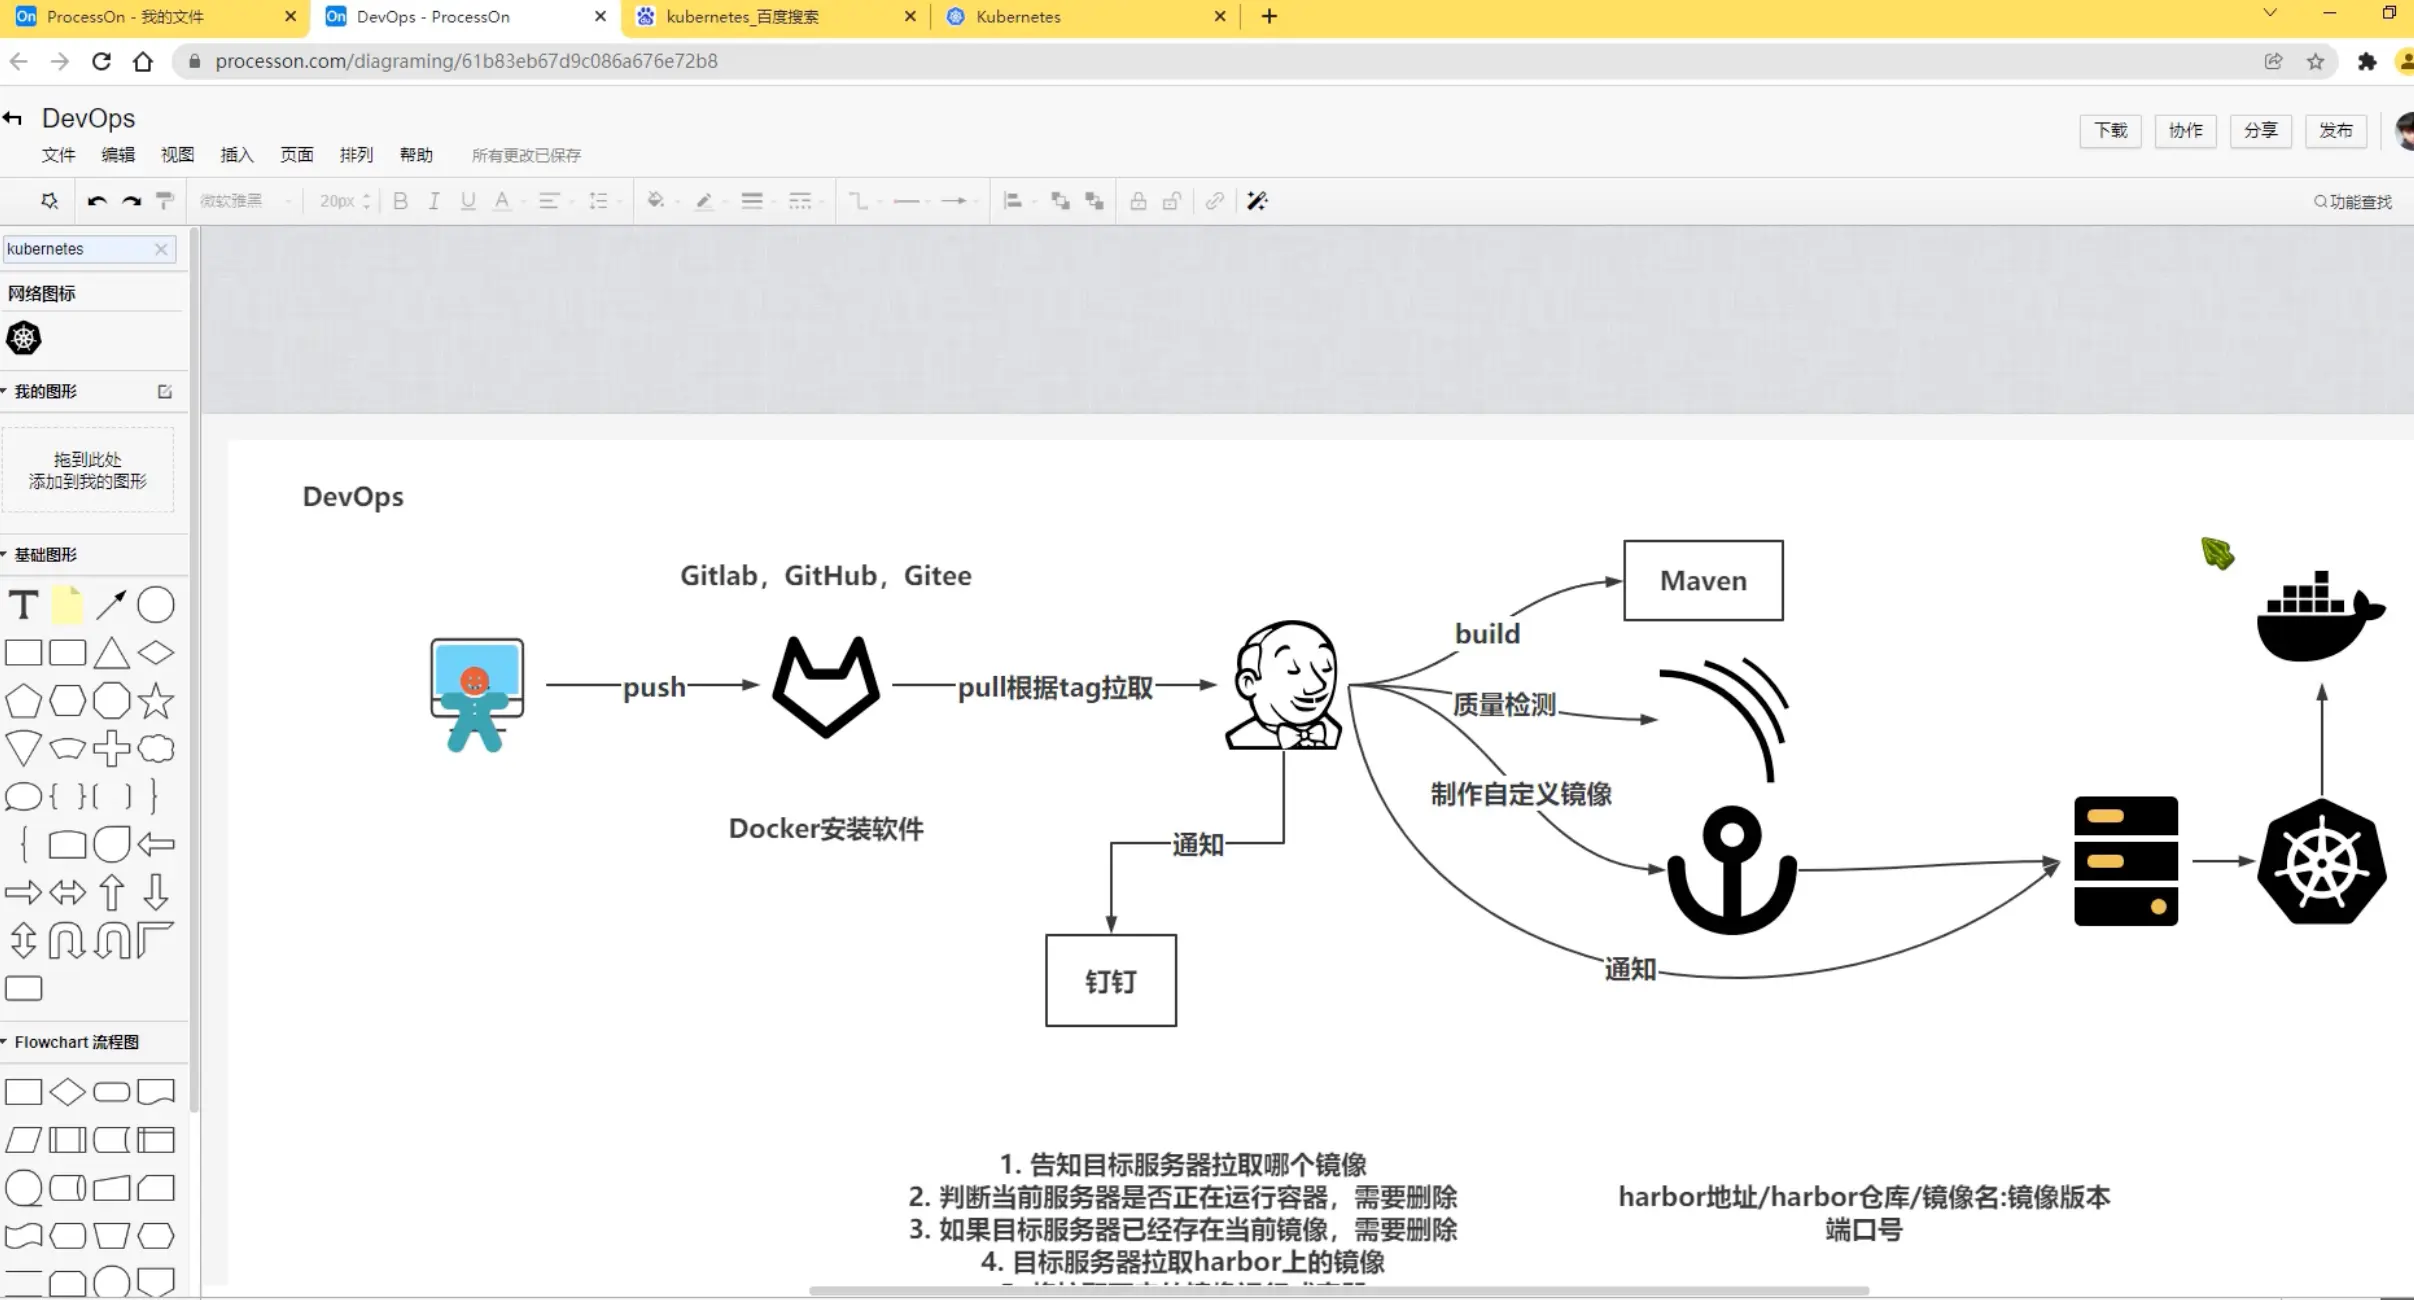 ProcessOn - 我的文件
DevOps - ProcessOn
kubernetes_百度搜索
Kubernetes
processon.com/diagraming/61b83eb67d9c086a676e72b8
DevOps
文件 编辑 视图 插入 页面 排列 帮助 所有更改已保存
下载 协作 分享 发布
微软雅黑 20px B I U A
功能查找
kubernetes
网络图标
我的图形
拖到此处
添加到我的图形
基础图形
T
Flowchart 流程图
DevOps
Gitlab，GitHub，Gitee
push
pull根据tag拉取
build
Maven
质量检测
制作自定义镜像
Docker安装软件
通知
通知
钉钉
1. 告知目标服务器拉取哪个镜像
2. 判断当前服务器是否正在运行容器，需要删除
3. 如果目标服务器已经存在当前镜像，需要删除
4. 目标服务器拉取harbor上的镜像
harbor地址/harbor仓库/镜像名:镜像版本
端口号